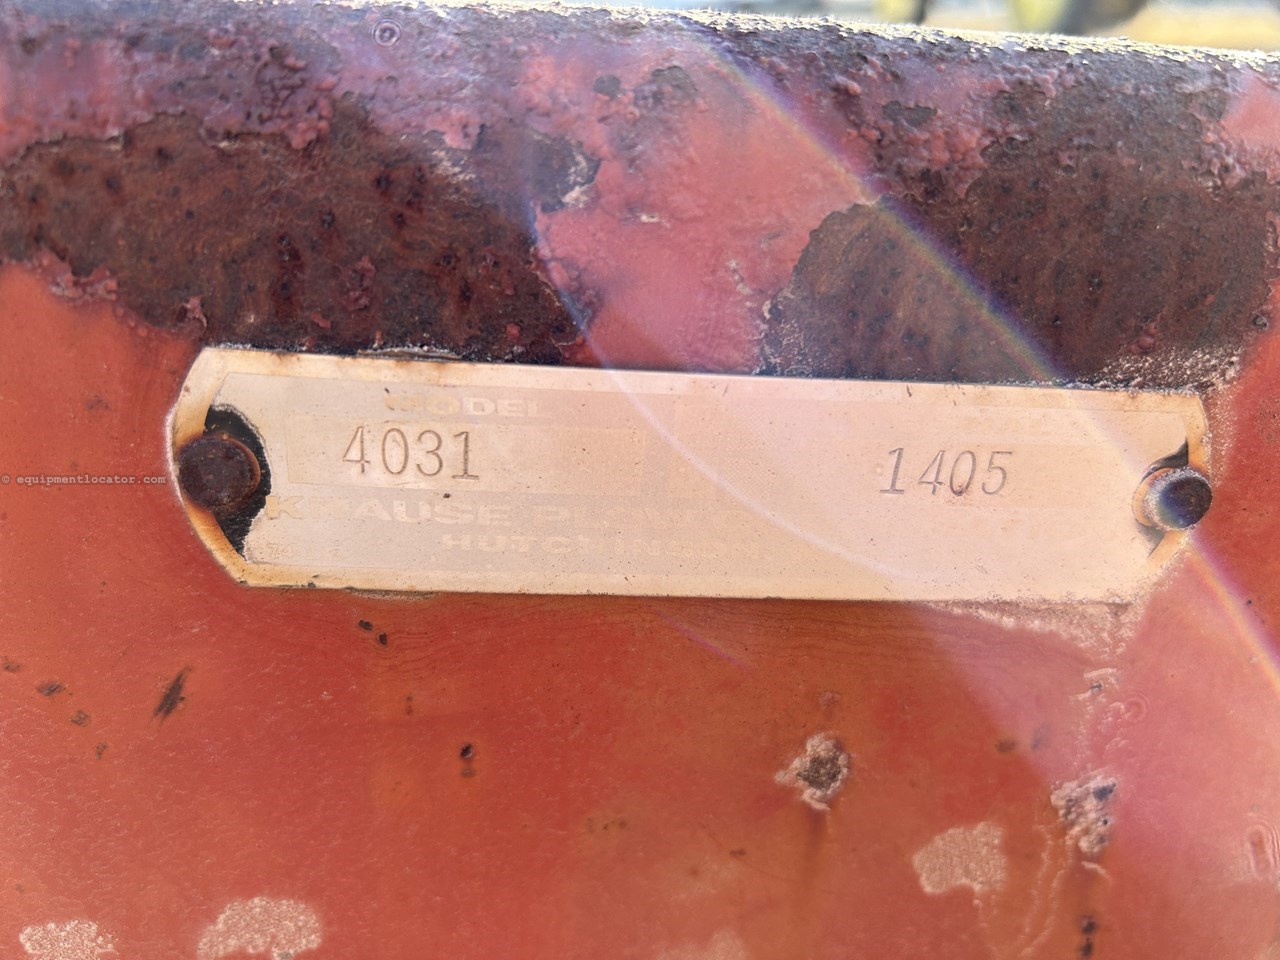 MODEL
4031 1405
KRAUSE PLOW
HUTCHINSON
© equipmentlocator.com